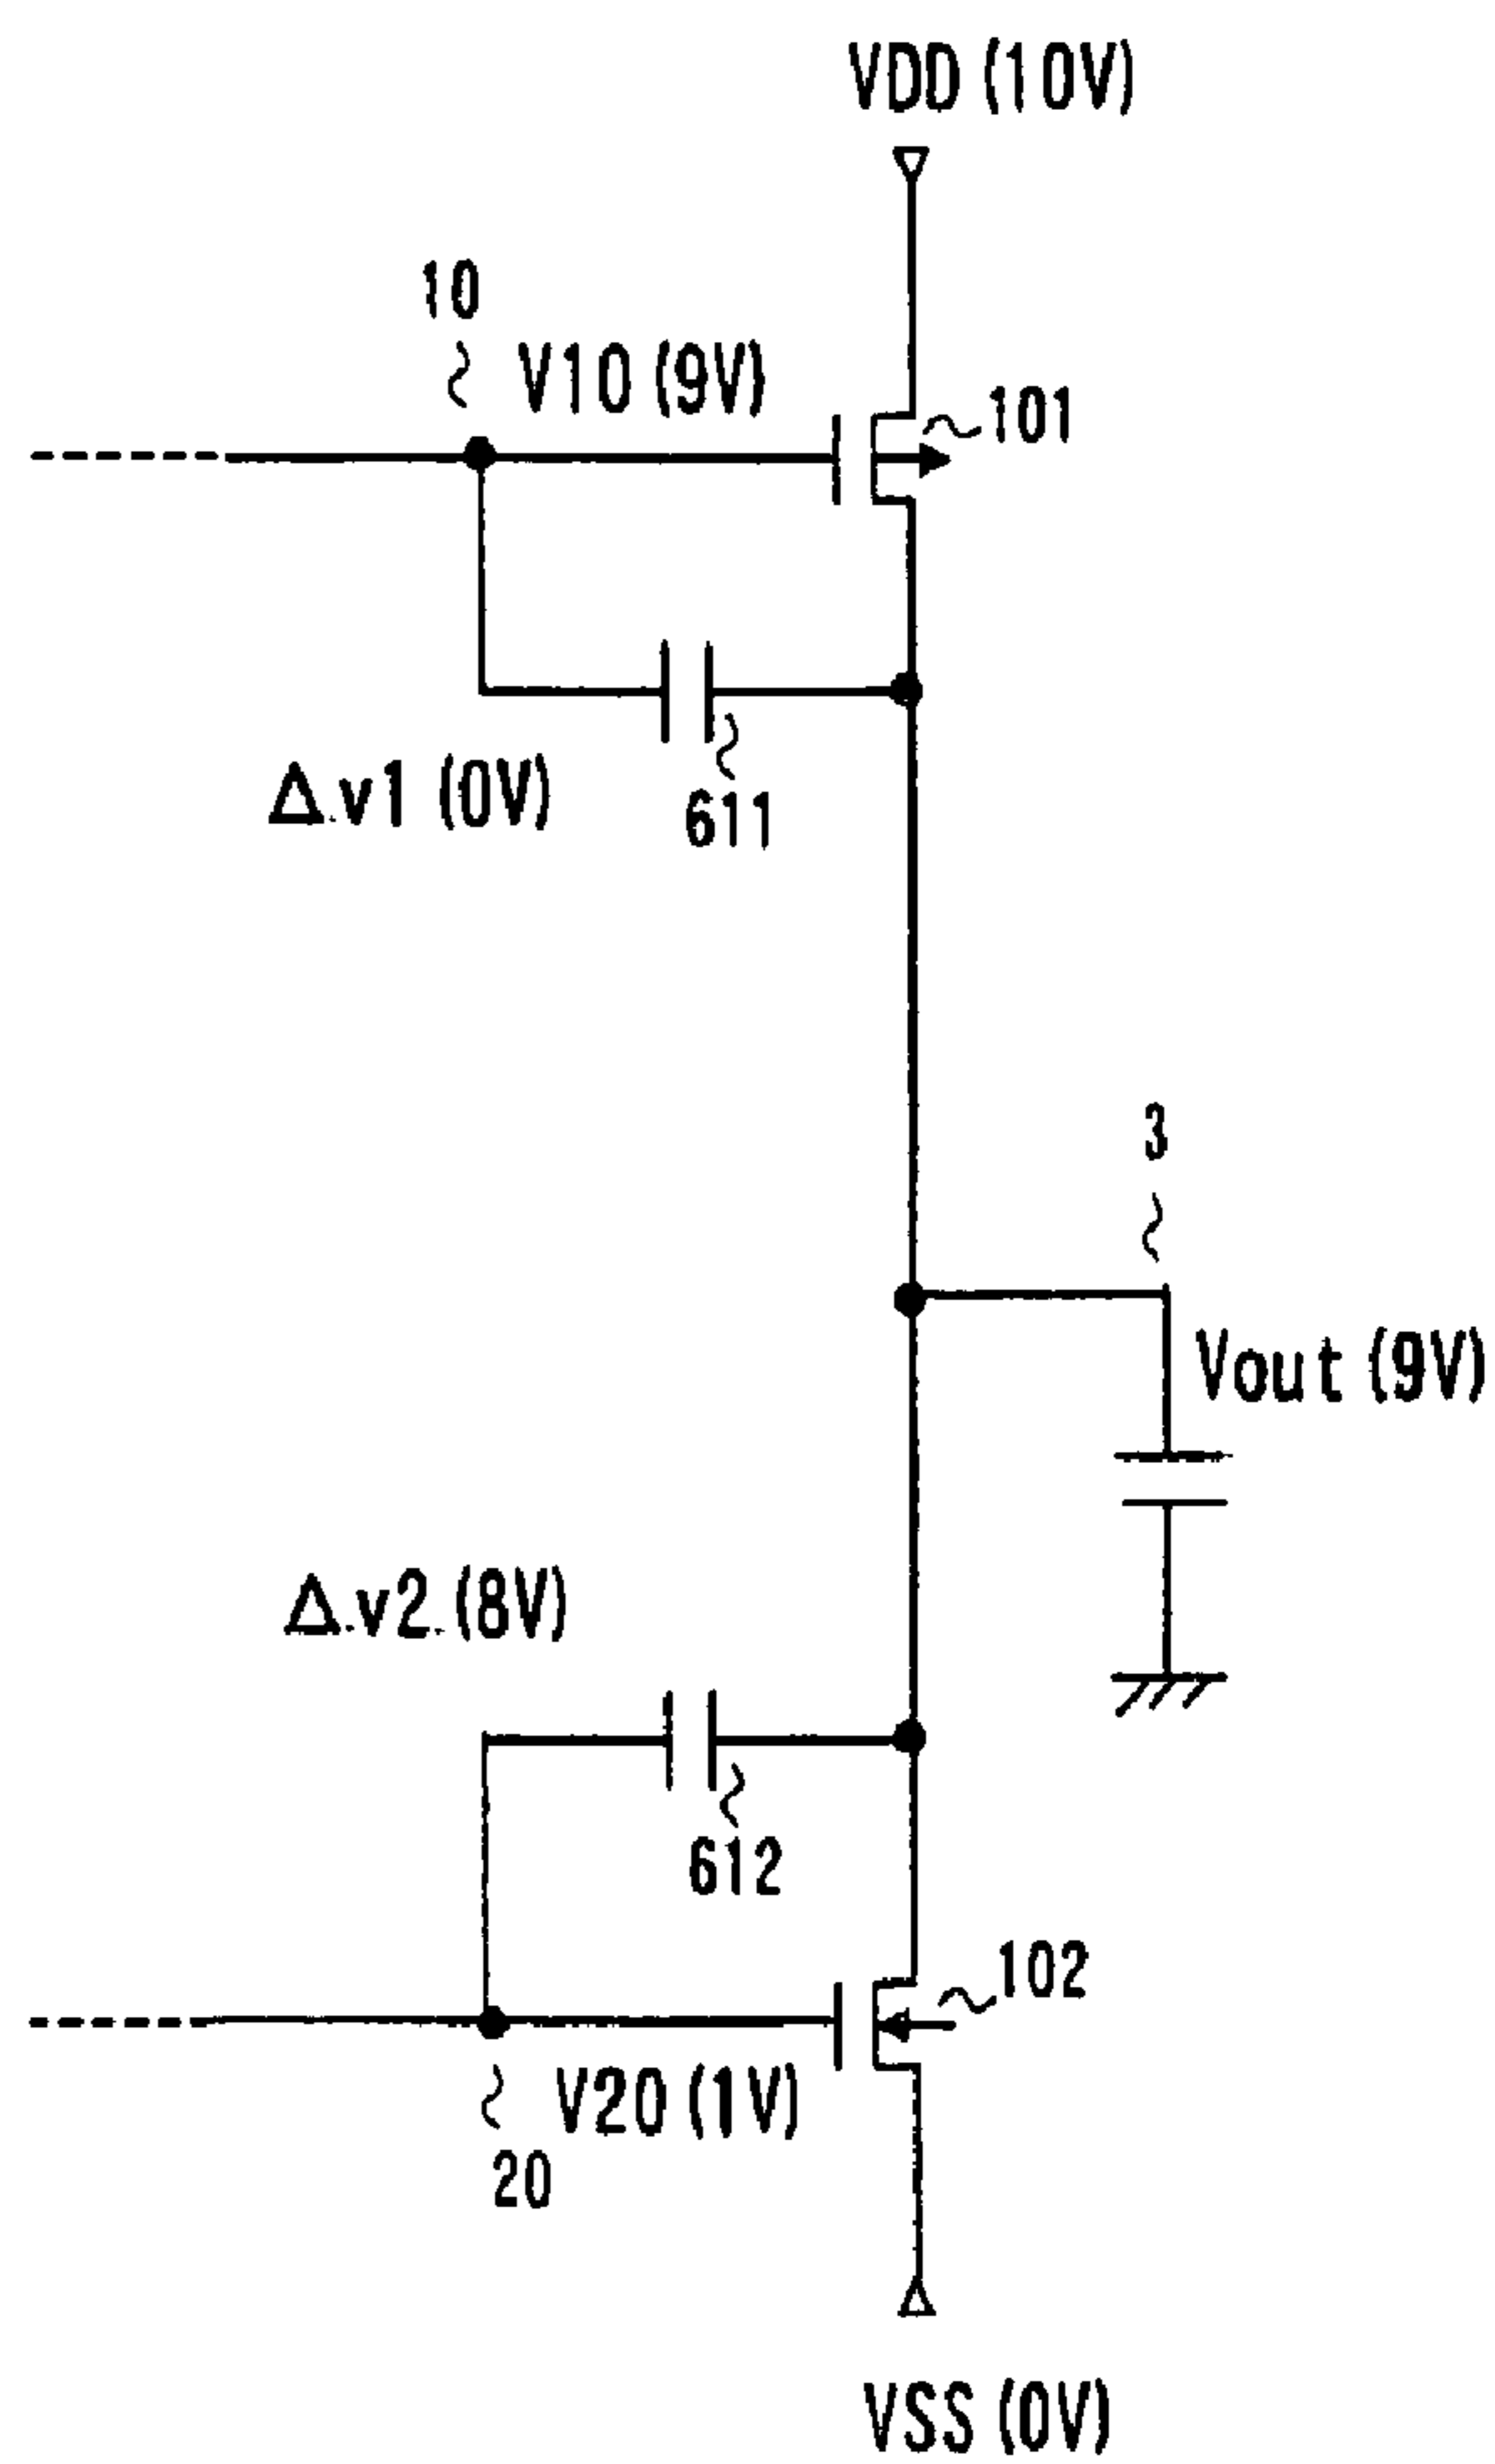 VDD (10V)
10
V10 (9V)
101
Δv1 (0V)
611
3
Vout (9V)
Δv2 (8V)
612
102
V20 (1V)
20
VSS (0V)